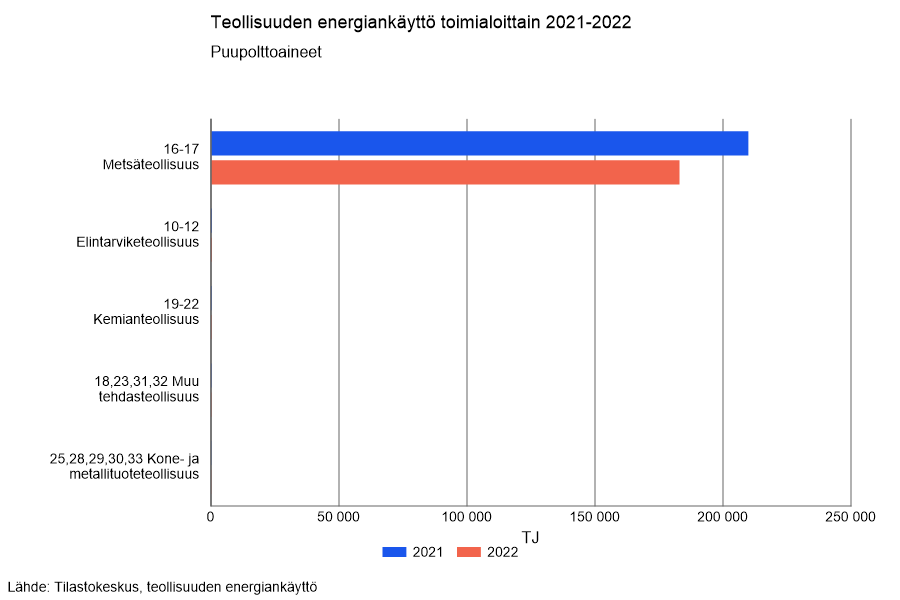 Teollisuuden energiankäyttö toimialoittain 2021-2022
Puupolttoaineet
16-17
Metsäteollisuus
10-12
Elintarviketeollisuus
19-22
Kemianteollisuus
18,23,31,32 Muu
tehdasteollisuus
25,28,29,30,33 Kone- ja
metallituoteteollisuus
0 50 000 100 000 150 000 200 000 250 000
TJ
2021 2022
Lähde: Tilastokeskus, teollisuuden energiankäyttö